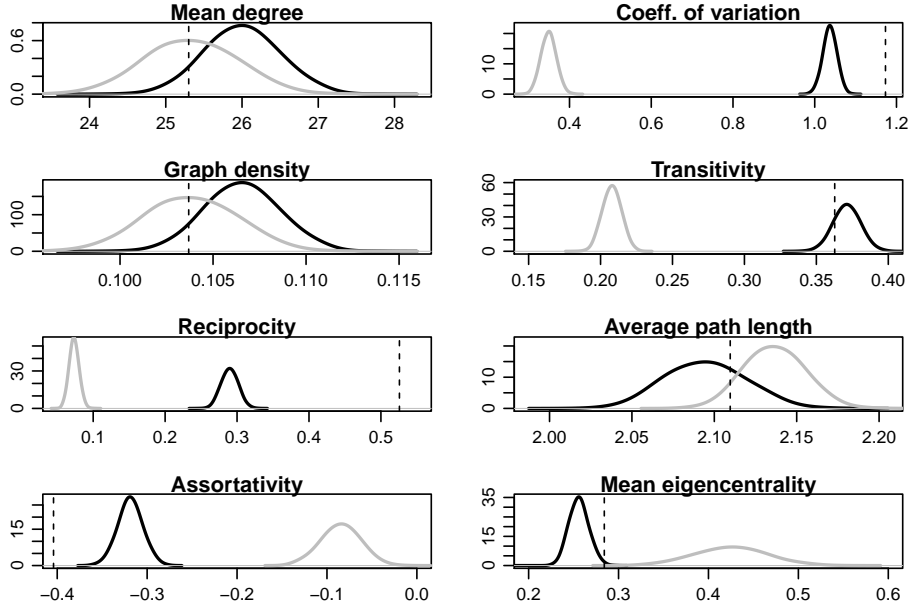 Mean degree
0.0 0.6
24 25 26 27 28
Coeff. of variation
0 10
0.4 0.6 0.8 1.0 1.2
Graph density
0 100
0.100 0.105 0.110 0.115
Transitivity
0 30 60
0.15 0.20 0.25 0.30 0.35 0.40
Reciprocity
0 30
0.1 0.2 0.3 0.4 0.5
Average path length
0 10
2.00 2.05 2.10 2.15 2.20
Assortativity
0 15
−0.4 −0.3 −0.2 −0.1 0.0
Mean eigencentrality
0 15 35
0.2 0.3 0.4 0.5 0.6